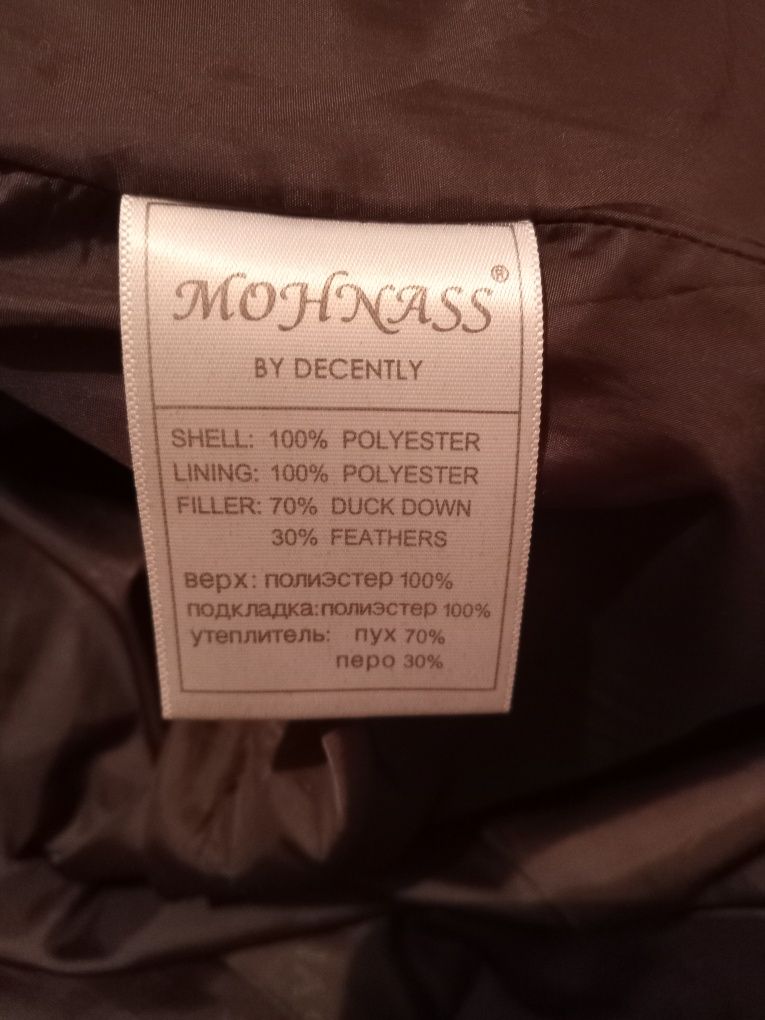 MOHNASS®
BY DECENTLY
SHELL: 100% POLYESTER
LINING: 100% POLYESTER
FILLER: 70% DUCK DOWN
30% FEATHERS
верх: полиэстер 100%
подкладка:полиэстер 100%
утеплитель: пух 70%
перо 30%